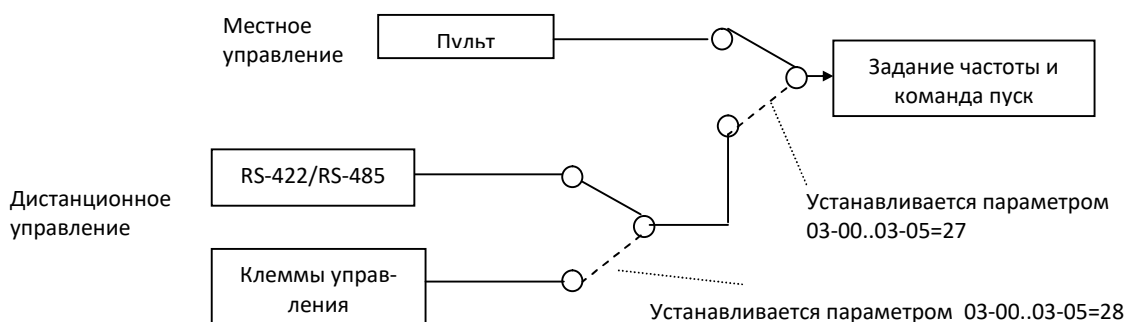 Местное
управление
Пульт
Задание частоты и
команда пуск
RS-422/RS-485
Дистанционное
управление
Устанавливается параметром
03-00..03-05=27
Клеммы управ-
ления
Устанавливается параметром 03-00..03-05=28